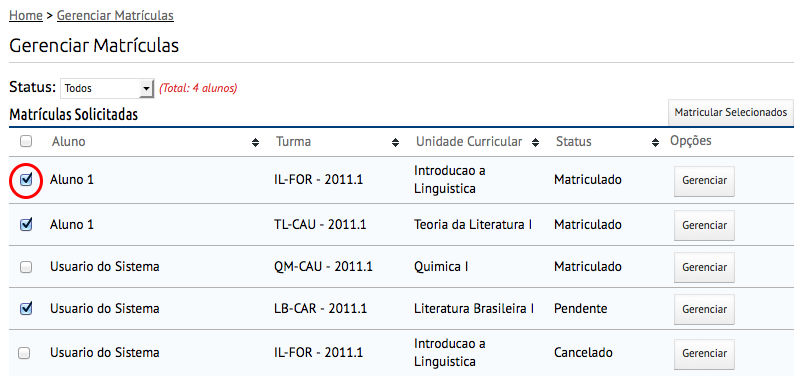 Home > Gerenciar Matrículas
Gerenciar Matrículas
Status: Todos (Total: 4 alunos)
Matrículas Solicitadas Matricular Selecionados
Aluno Turma Unidade Curricular Status Opções
Aluno 1 IL-FOR - 2011.1 Introducao a Linguistica Matriculado Gerenciar
Aluno 1 TL-CAU - 2011.1 Teoria da Literatura I Matriculado Gerenciar
Usuario do Sistema QM-CAU - 2011.1 Quimica I Matriculado Gerenciar
Usuario do Sistema LB-CAR - 2011.1 Literatura Brasileira I Pendente Gerenciar
Usuario do Sistema IL-FOR - 2011.1 Introducao a Linguistica Cancelado Gerenciar